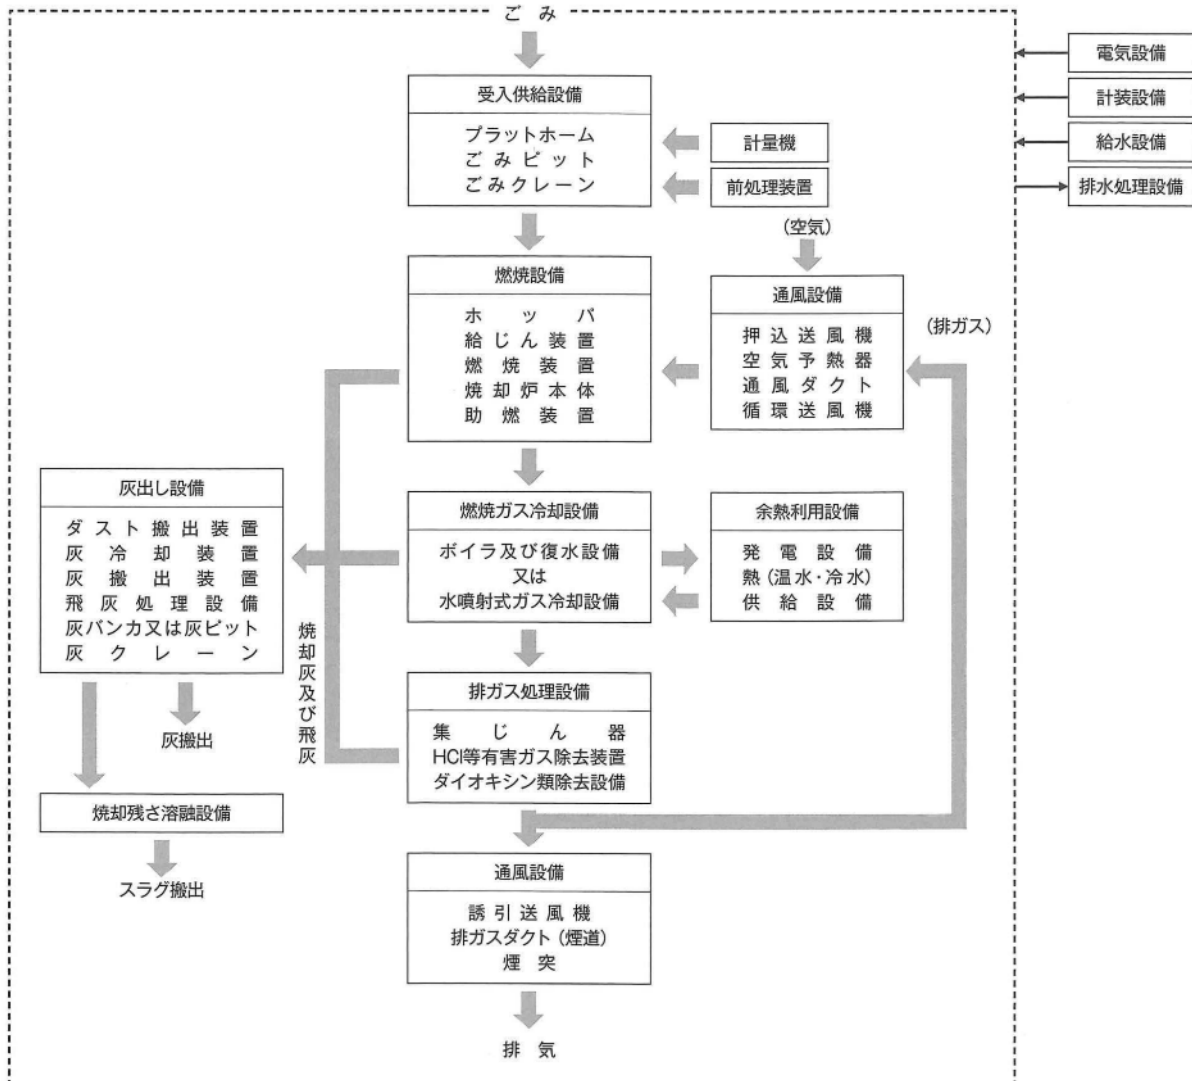 ごみ
受入供給設備
プラットホーム
ごみピット
ごみクレーン
計量機
前処理装置
電気設備
計装設備
給水設備
排水処理設備
(空気)
燃焼設備
ホッパ
給じん装置
燃焼装置
焼却炉本体
助燃装置
通風設備
押込送風機
空気予熱器
通風ダクト
循環送風機
(排ガス)
灰出し設備
ダスト搬出装置
灰冷却装置
灰搬出装置
飛灰処理設備
灰バンカ又は灰ピット
灰クレーン
燃焼ガス冷却設備
ボイラ及び復水設備
又は
水噴射式ガス冷却設備
余熱利用設備
発電設備
熱(温水・冷水)
供給設備
焼却灰及び飛灰
排ガス処理設備
集じん器
HCl等有害ガス除去装置
ダイオキシン類除去設備
灰搬出
焼却残さ溶融設備
スラグ搬出
通風設備
誘引送風機
排ガスダクト(煙道)
煙突
排気